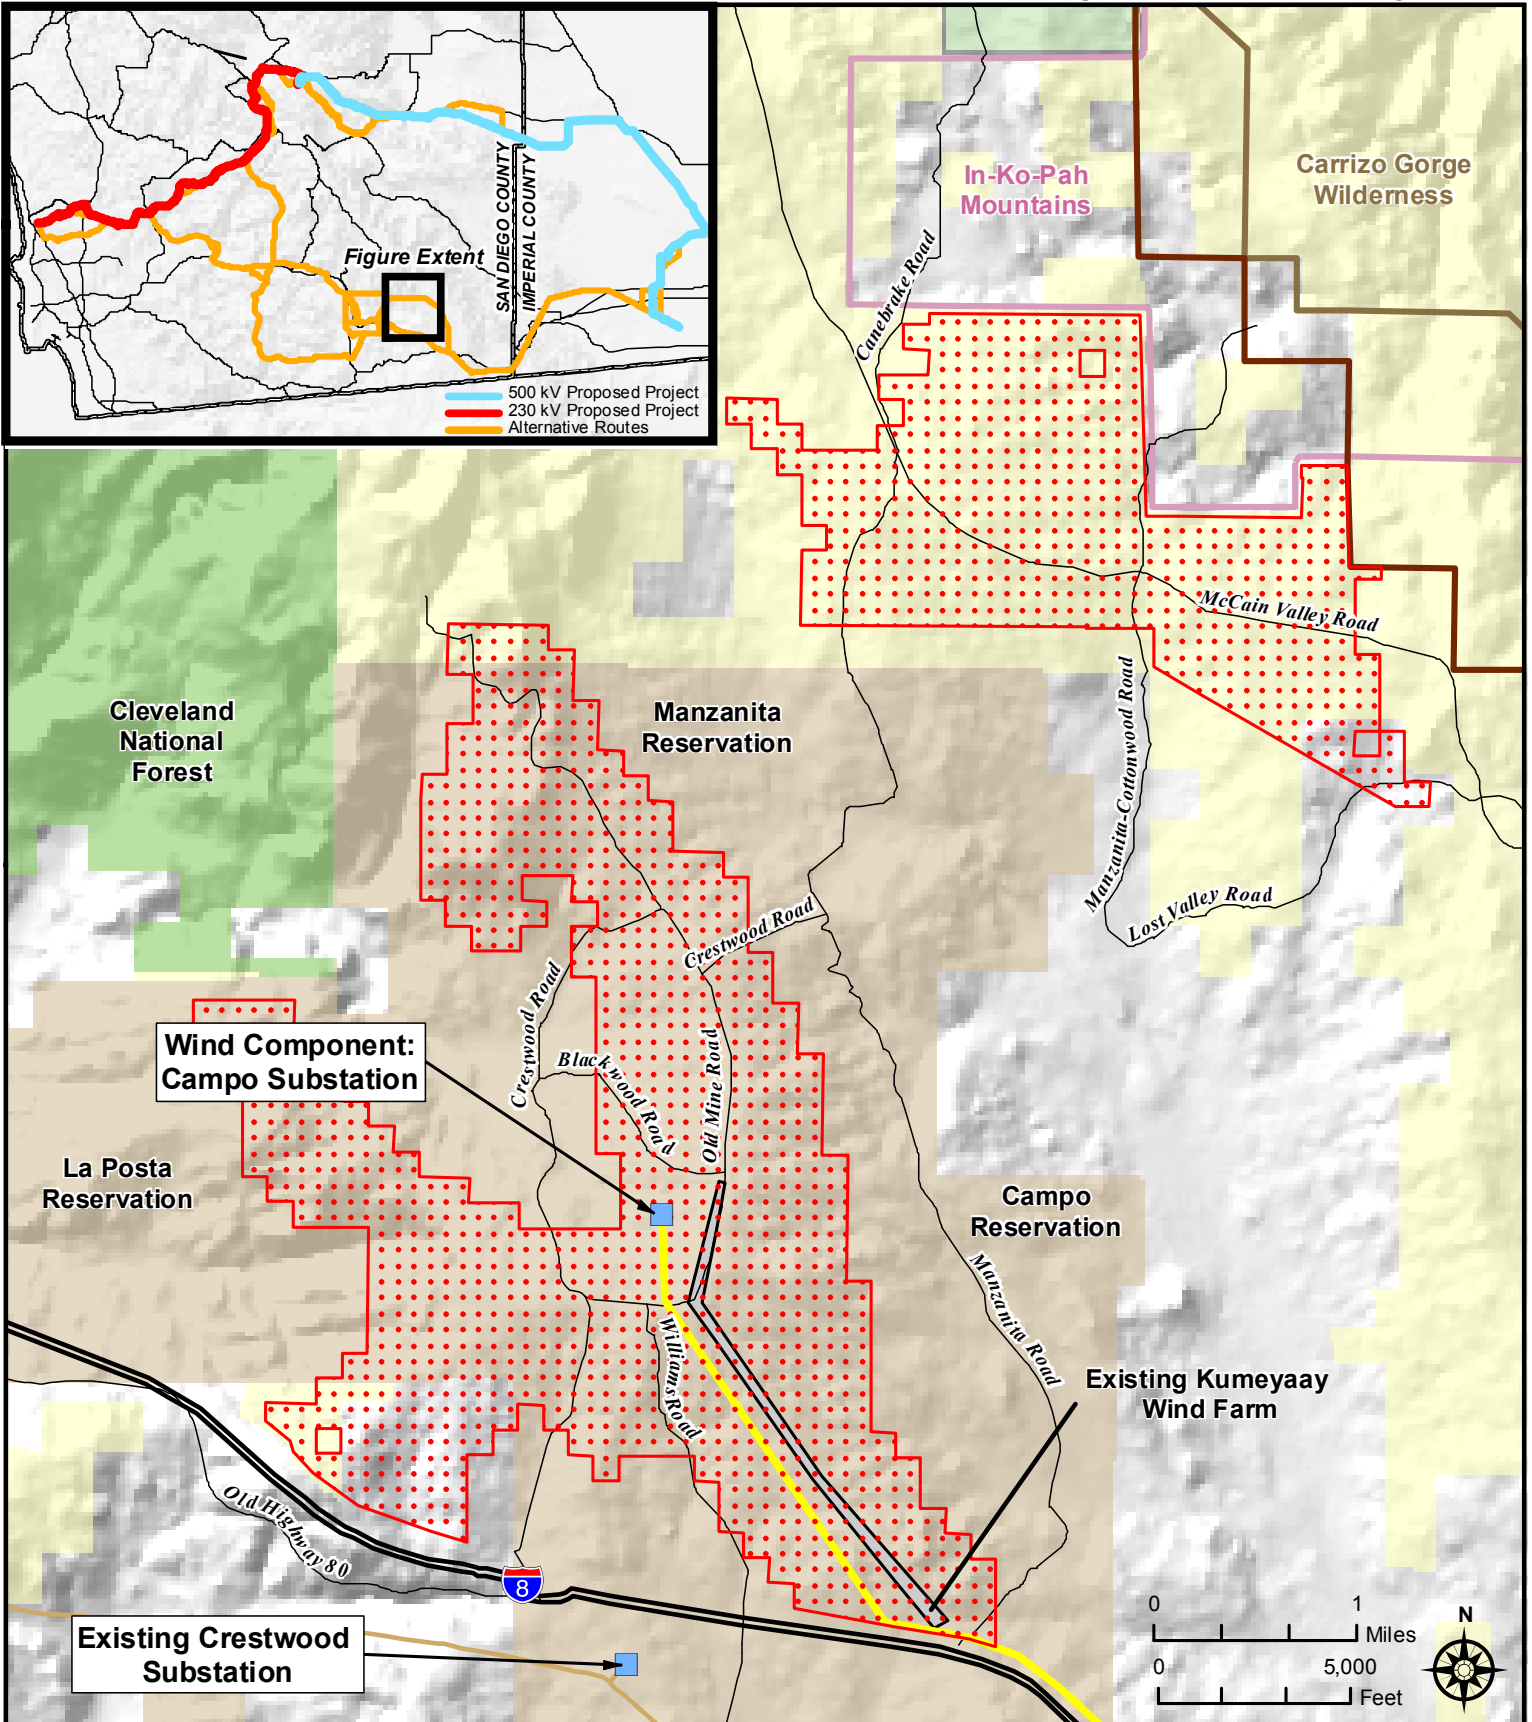 SAN DIEGO COUNTY
IMPERIAL COUNTY
Figure Extent
500 kV Proposed Project
230 kV Proposed Project
Alternative Routes
In-Ko-Pah
Mountains
Carrizo Gorge
Wilderness
Canebrake Road
McCain Valley Road
Cleveland
National
Forest
Manzanita
Reservation
Manzanita-Cottonwood Road
Lost Valley Road
Crestwood Road
Crestwood Road
Wind Component:
Campo Substation
Blackwood Road
Old Mine Road
La Posta
Reservation
Campo
Reservation
Manzanita Road
Williams Road
Existing Kumeyaay
Wind Farm
Old Highway 80
8
Existing Crestwood
Substation
0 1
Miles
0 5,000
Feet
N